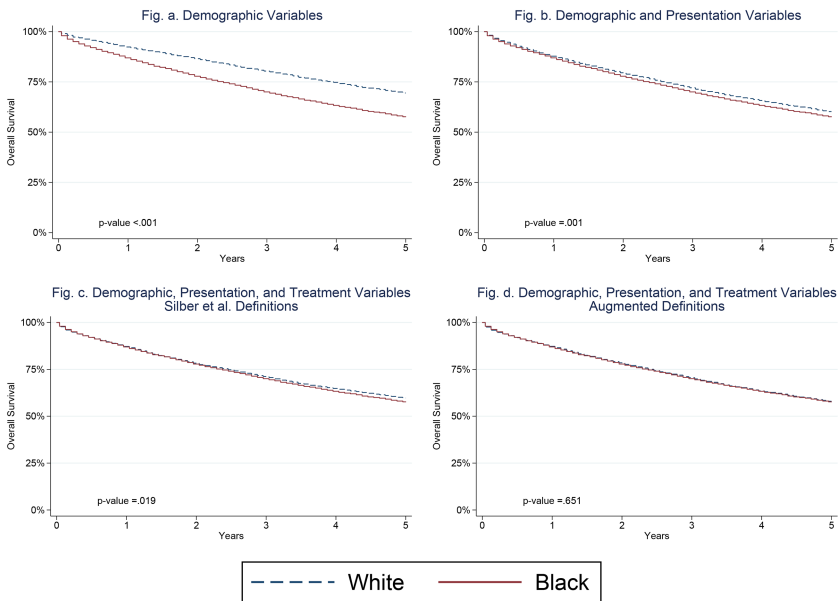 Fig. a. Demographic Variables
100%
75%
50%
25%
0%
Overall Survival
p-value <.001
0 1 2 3 4 5
Years
Fig. b. Demographic and Presentation Variables
100%
75%
50%
25%
0%
Overall Survival
p-value =.001
0 1 2 3 4 5
Years
Fig. c. Demographic, Presentation, and Treatment Variables
Silber et al. Definitions
100%
75%
50%
25%
0%
Overall Survival
p-value =.019
0 1 2 3 4 5
Years
Fig. d. Demographic, Presentation, and Treatment Variables
Augmented Definitions
100%
75%
50%
25%
0%
Overall Survival
p-value =.651
0 1 2 3 4 5
Years
White Black